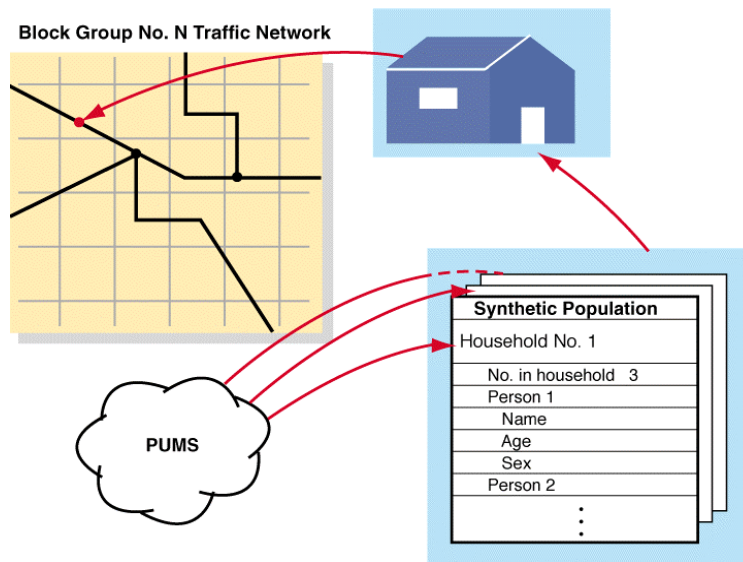 Block Group No. N Traffic Network
PUMS
Synthetic Population
Household No. 1
No. in household 3
Person 1
Name
Age
Sex
Person 2